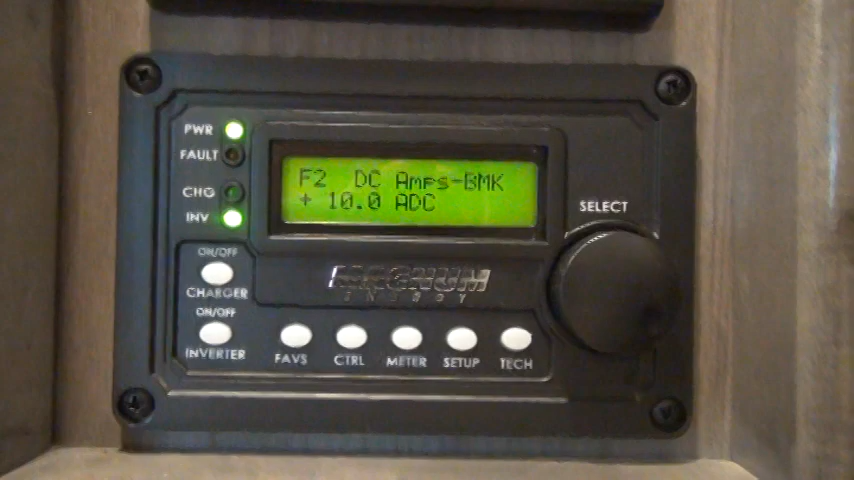 PWR
FAULT
CHG
INV
F2 DC Amps-BMK
+ 10.0 ADC
SELECT
ON/OFF
CHARGER
ON/OFF
INVERTER
MAGNUM
ENERGY
FAVS CTRL METER SETUP TECH